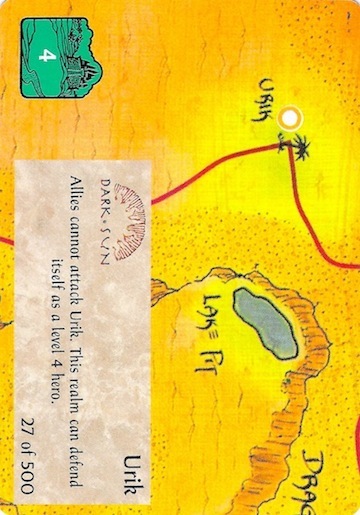 4
URIK
LAKE PIT
DRAG
DARK•SUN
Urik
Allies cannot attack Urik. This realm can defend
itself as a level 4 hero.
27 of 500